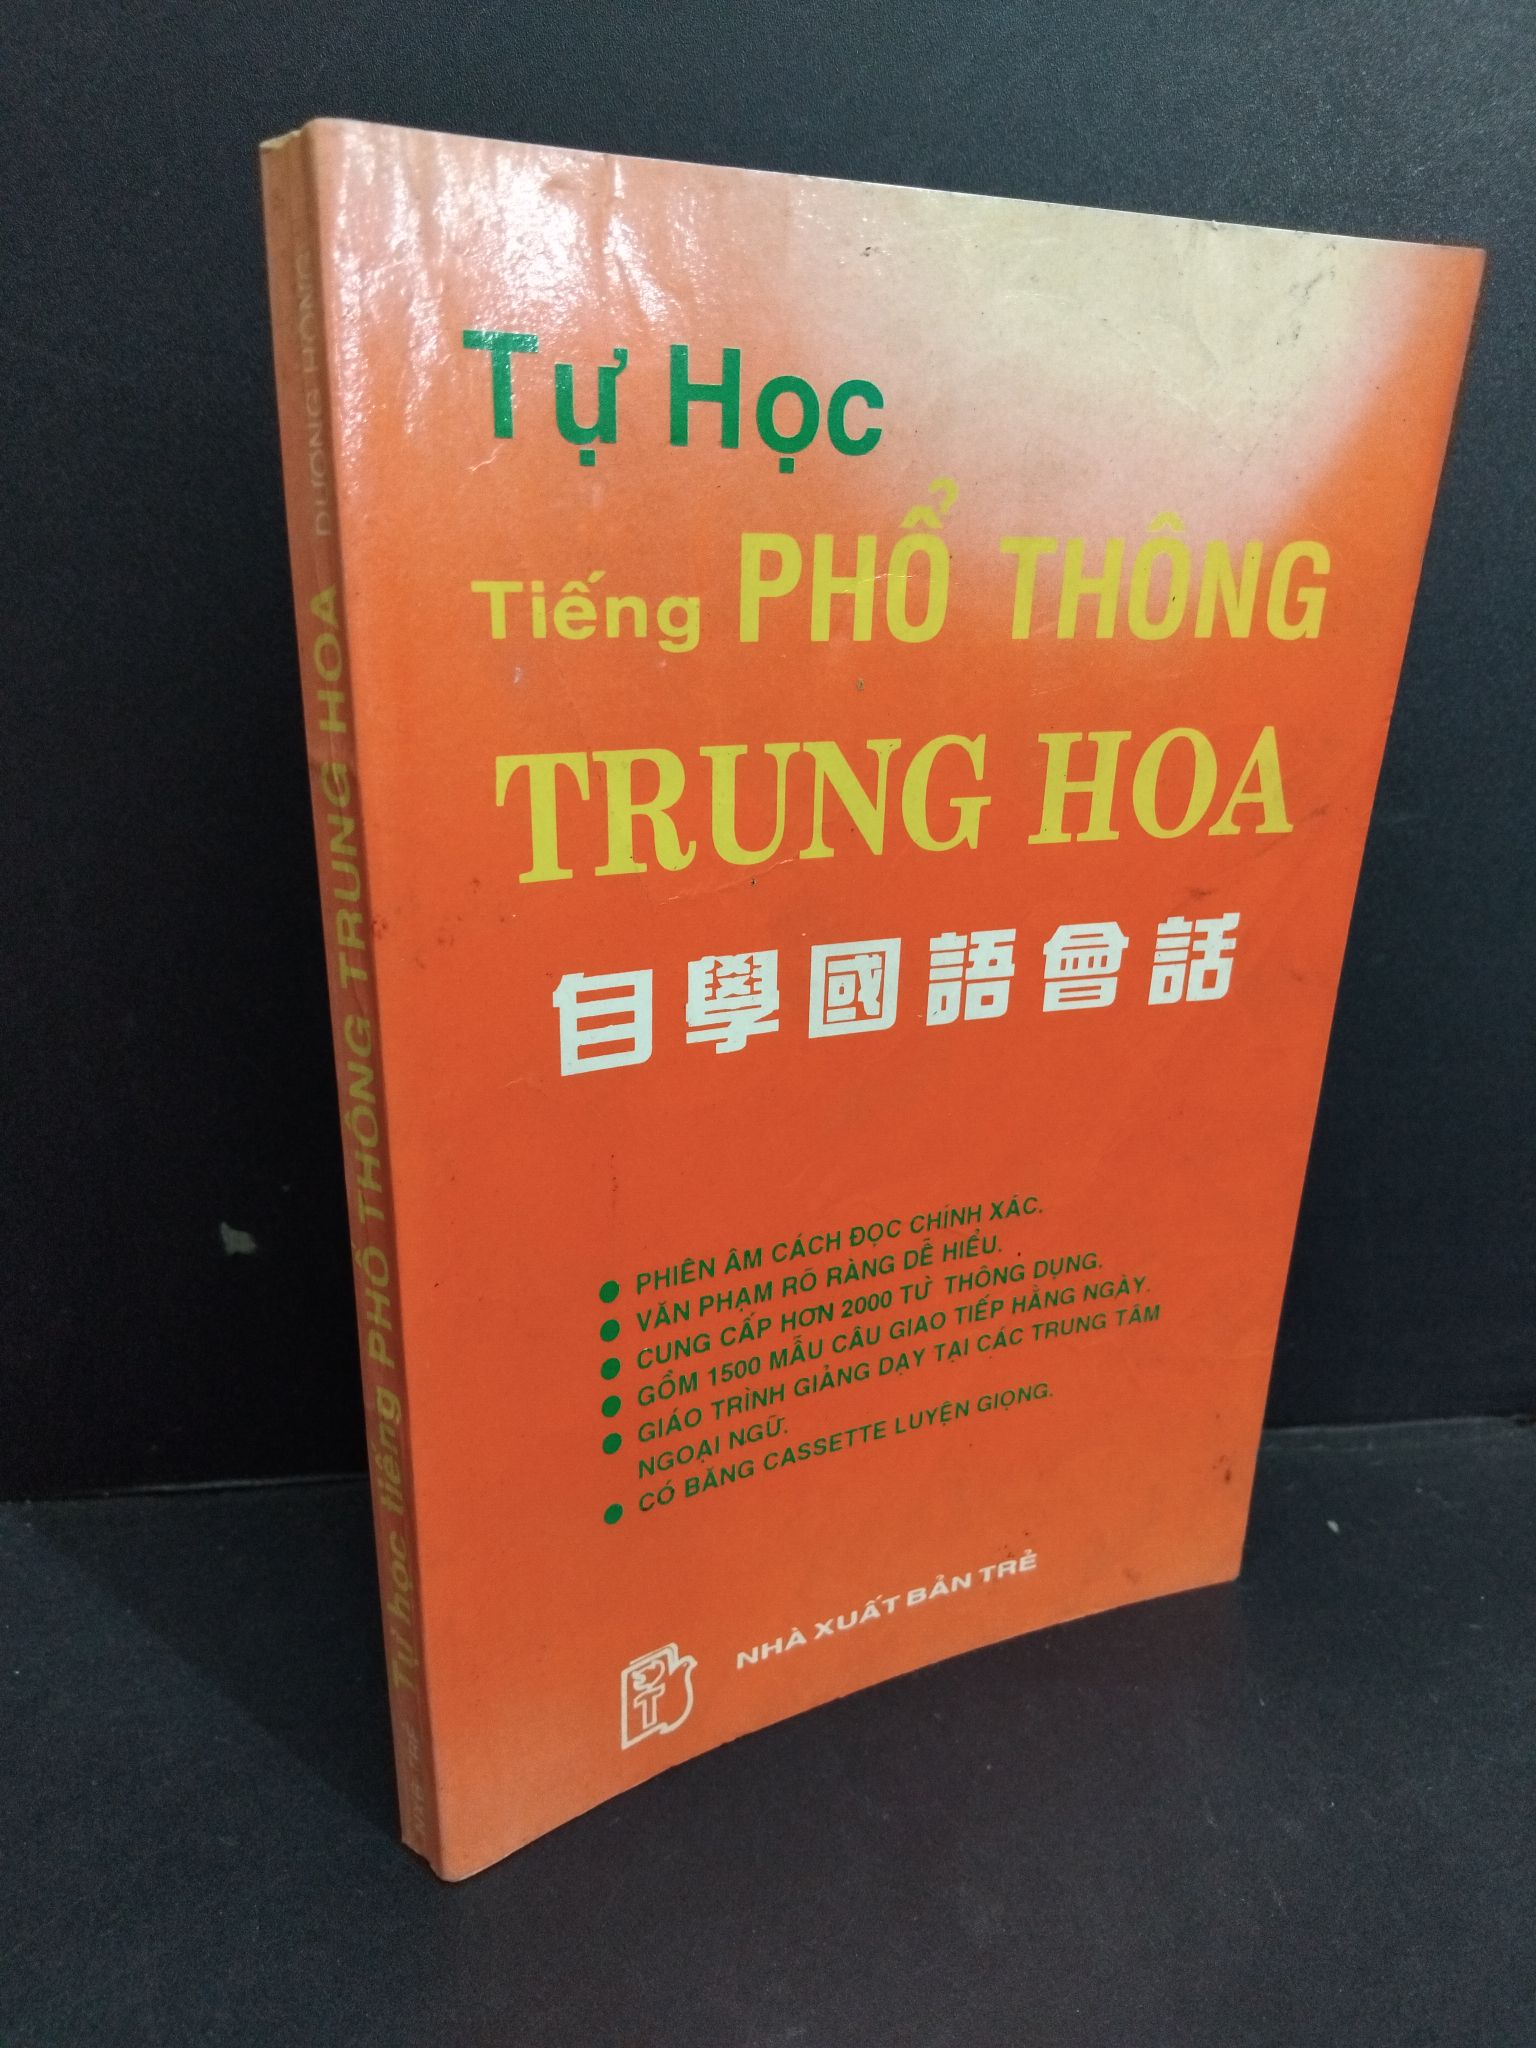 Tự Học
Tiếng PHỔ THÔNG
TRUNG HOA
自學國語會話
PHIÊN ÂM CÁCH ĐỌC CHÍNH XÁC.
VĂN PHẠM RÕ RÀNG DỄ HIỂU.
CUNG CẤP HƠN 2000 TỪ THÔNG DỤNG.
GỒM 1500 MẪU CÂU GIAO TIẾP HẰNG NGÀY.
GIÁO TRÌNH GIẢNG DẠY TẠI CÁC TRUNG TÂM
NGOẠI NGỮ.
CÓ BĂNG CASSETTE LUYỆN GIỌNG.
NHÀ XUẤT BẢN TRẺ
Tự học tiếng PHỔ THÔNG TRUNG HOA DƯƠNG HỒNG